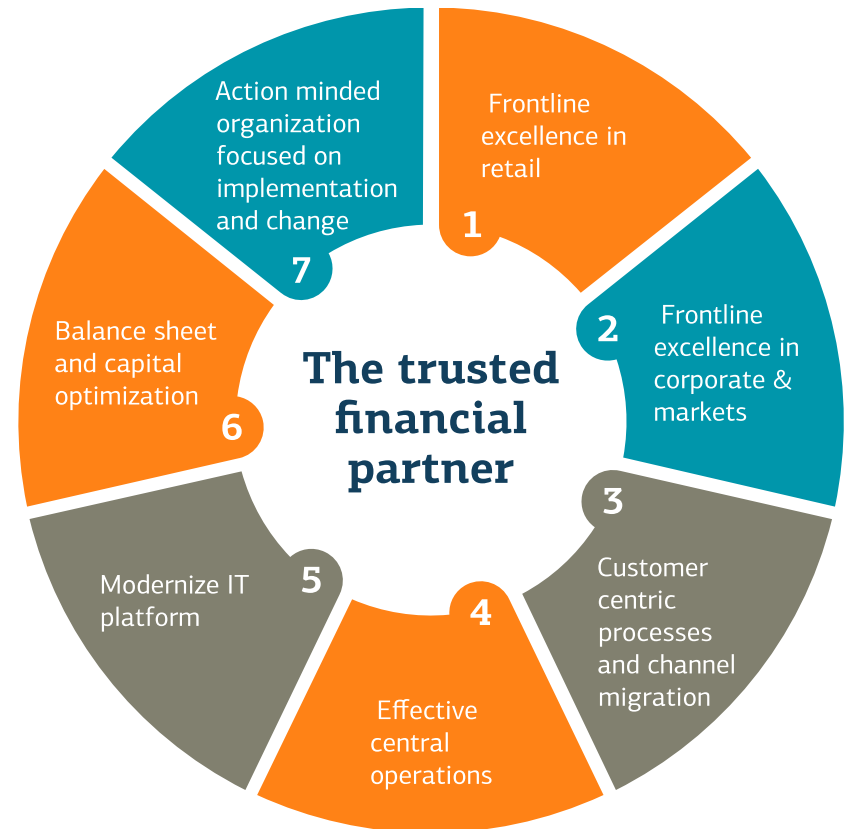 The trusted
financial
partner
1
Frontline
excellence in
retail
2
Frontline
excellence in
corporate &
markets
3
Customer
centric
processes
and channel
migration
4
Effective
central
operations
5
Modernize IT
platform
6
Balance sheet
and capital
optimization
7
Action minded
organization
focused on
implementation
and change